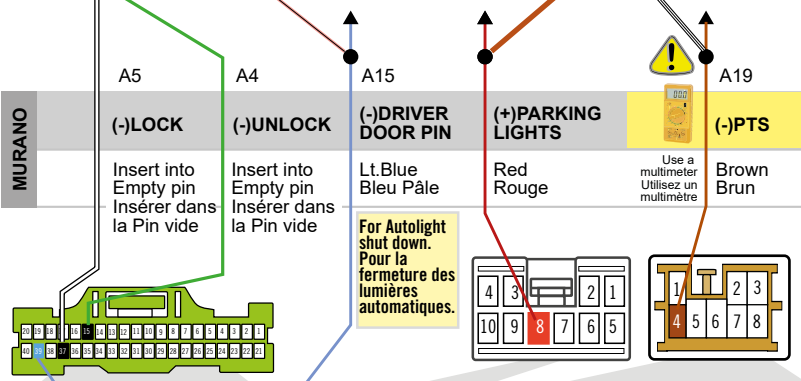 A5
A4
A15
A19
MURANO
(-)LOCK
(-)UNLOCK
(-)DRIVER
DOOR PIN
(+)PARKING
LIGHTS
(-)PTS
Insert into
Empty pin
Insérer dans
la Pin vide
Insert into
Empty pin
Insérer dans
la Pin vide
Lt.Blue
Bleu Pâle
Red
Rouge
Use a
multimeter
Utilisez un
multimètre
Brown
Brun
For Autolight
shut down.
Pour la
fermeture des
lumières
automatiques.
20 19 18 16 15 14 13 12 11 10 9 8 7 6 5 4 3 2 1
40 39 38 37 36 35 34 33 32 31 30 29 28 27 26 25 24 23 22 21
4 3 2 1
10 9 8 7 6 5
1 2 3
4 5 6 7 8